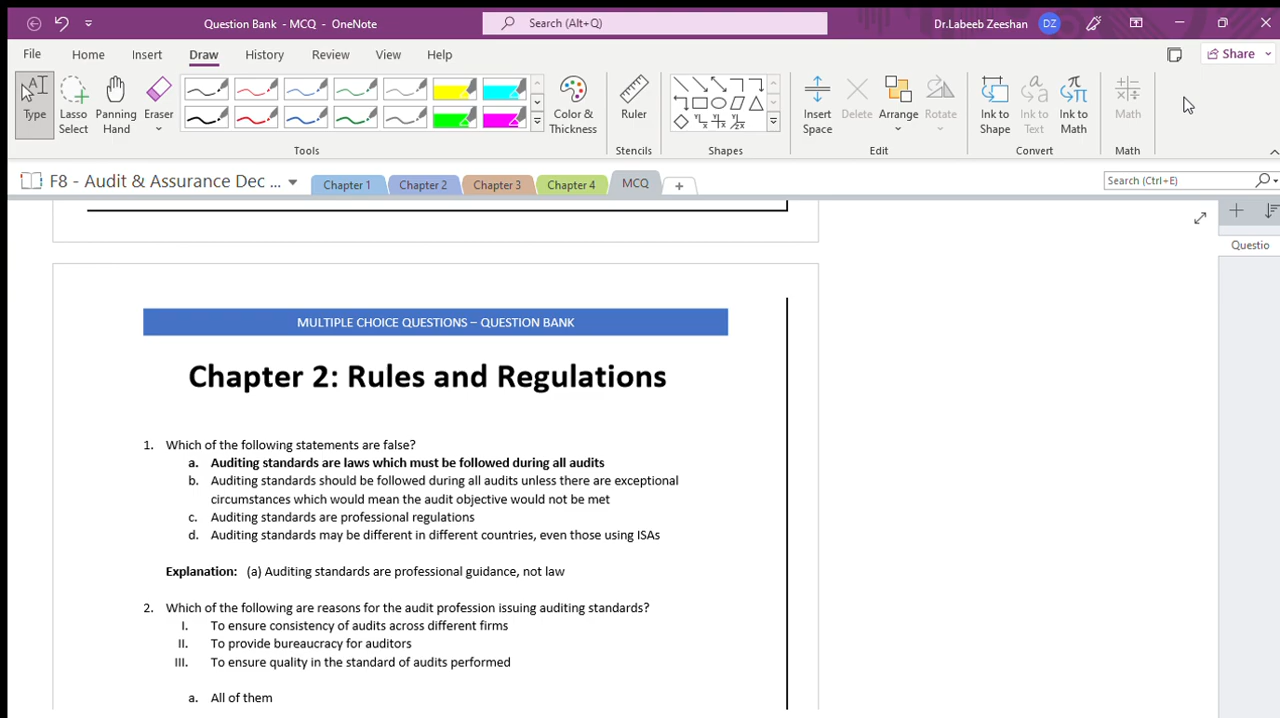 Question Bank - MCQ - OneNote
Search (Alt+Q)
Dr.Labeeb Zeeshan
DZ
File
Home
Insert
Draw
History
Review
View
Help
Share
Type
Lasso Select
Panning Hand
Eraser
Color & Thickness
Ruler
Insert Space
Delete
Arrange
Rotate
Ink to Shape
Ink to Text
Ink to Math
Math
Tools
Stencils
Shapes
Edit
Convert
Math
F8 - Audit & Assurance Dec ...
Chapter 1
Chapter 2
Chapter 3
Chapter 4
MCQ
Search (Ctrl+E)
Questio
MULTIPLE CHOICE QUESTIONS – QUESTION BANK
Chapter 2: Rules and Regulations
1. Which of the following statements are false?
a. Auditing standards are laws which must be followed during all audits
b. Auditing standards should be followed during all audits unless there are exceptional
circumstances which would mean the audit objective would not be met
c. Auditing standards are professional regulations
d. Auditing standards may be different in different countries, even those using ISAs
Explanation: (a) Auditing standards are professional guidance, not law
2. Which of the following are reasons for the audit profession issuing auditing standards?
I. To ensure consistency of audits across different firms
II. To provide bureaucracy for auditors
III. To ensure quality in the standard of audits performed
a. All of them